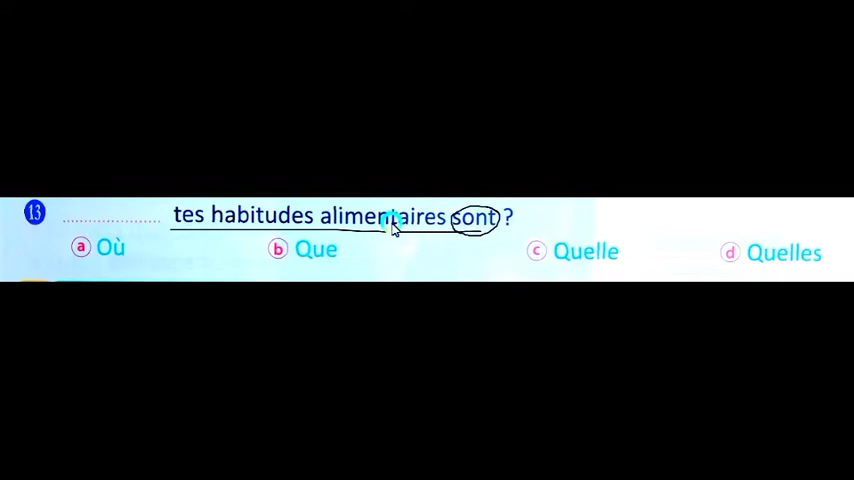 13 .................... tes habitudes alimentaires sont ?
a Où b Que c Quelle d Quelles